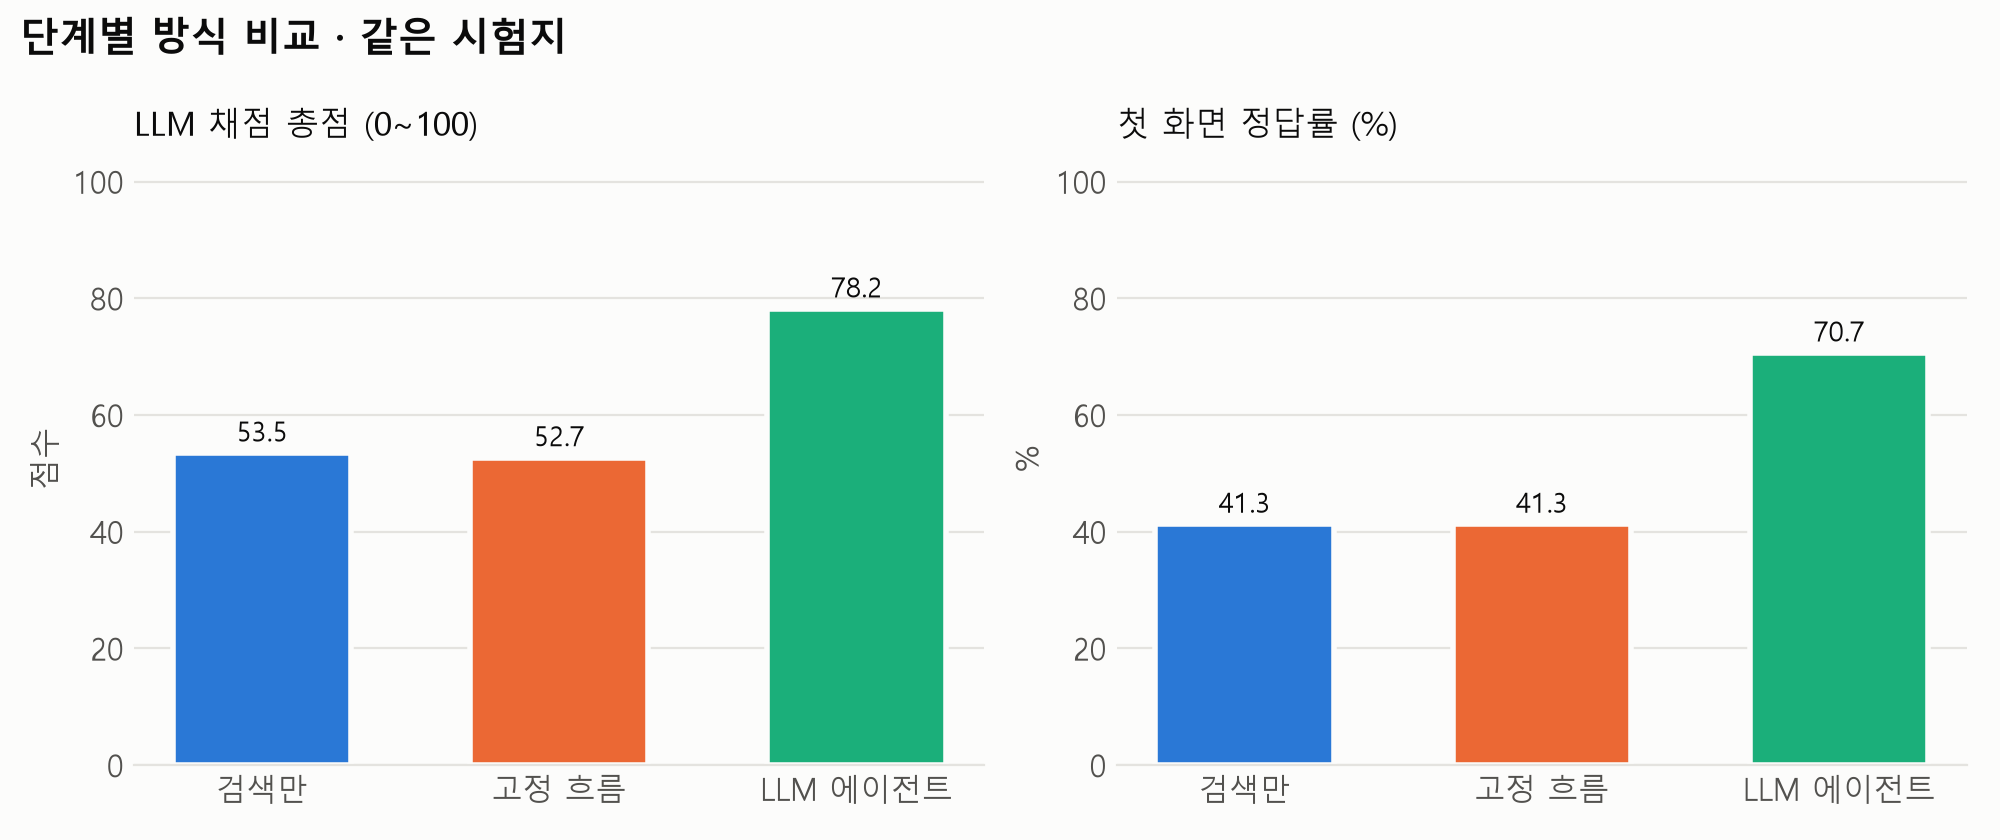 단계별 방식 비교 · 같은 시험지
LLM 채점 총점 (0~100)
점수
100
80
60
40
20
0
53.5
52.7
78.2
검색만
고정 흐름
LLM 에이전트
첫 화면 정답률 (%)
%
100
80
60
40
20
0
41.3
41.3
70.7
검색만
고정 흐름
LLM 에이전트